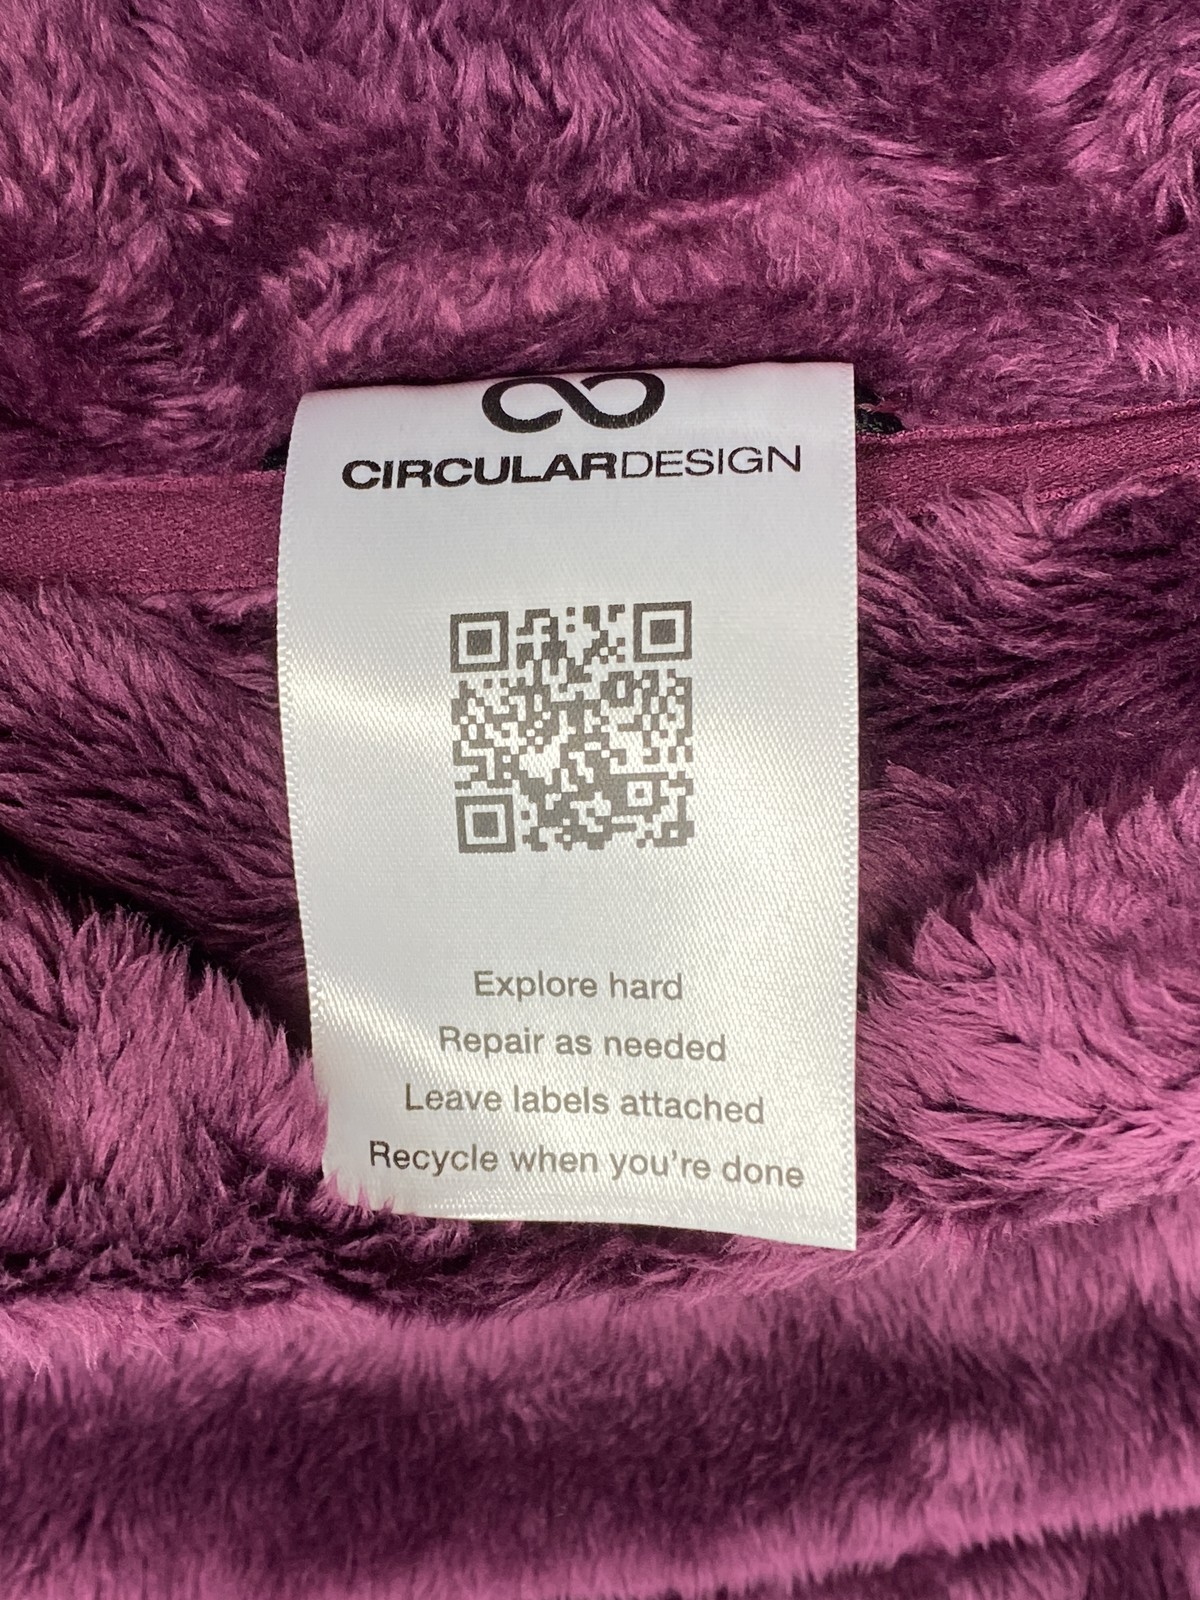 CIRCULARDESIGN
Explore hard
Repair as needed
Leave labels attached
Recycle when you're done